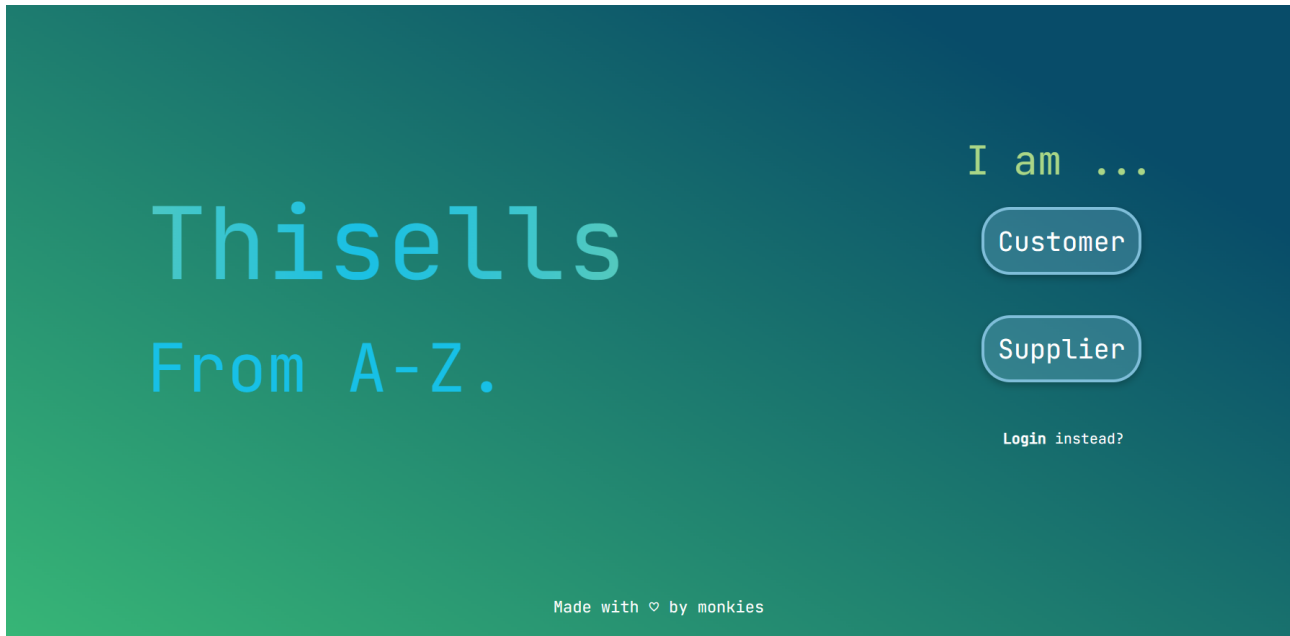 Thisells
From A-Z.
I am ...
Customer
Supplier
Login instead?
Made with ♡ by monkies